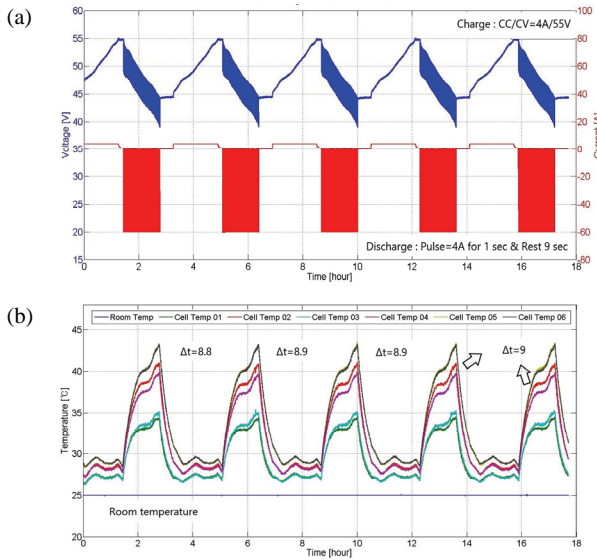 (a)
Charge : CC/CV=4A/55V
60
55
50
45
40
35
30
25
20
15
Voltage [V]
80
60
40
20
0
-20
-40
-60
-80
Current [A]
Discharge : Pulse=4A for 1 sec & Rest 9 sec
0 2 4 6 8 10 12 14 16 18
Time [hour]
(b)
Room Temp Cell Temp 01 Cell Temp 02 Cell Temp 03 Cell Temp 04 Cell Temp 05 Cell Temp 06
45
40
35
30
25
20
Temperature [℃]
Δt=8.8 Δt=8.9 Δt=8.9 Δt=9
Room temperature
0 2 4 6 8 10 12 14 16 18
Time [hour]